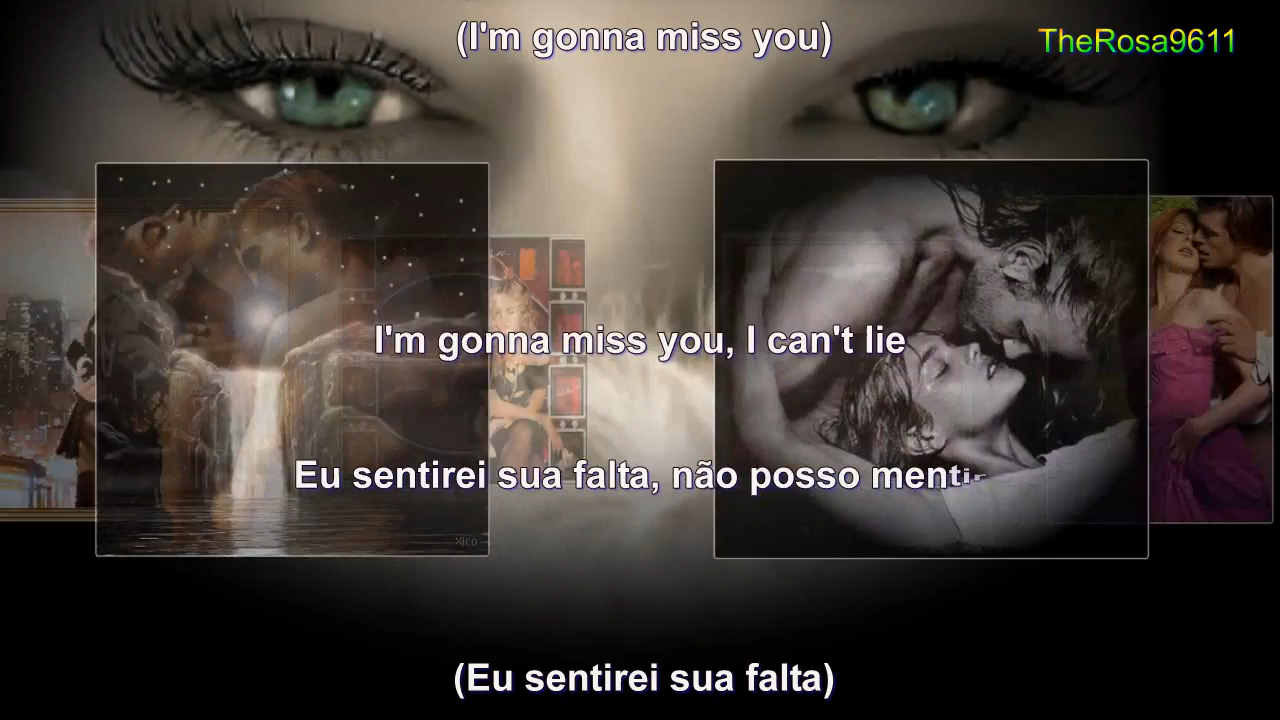 (I'm gonna miss you)
TheRosa9611
I'm gonna miss you, I can't lie
Eu sentirei sua falta, não posso menti
Xico
(Eu sentirei sua falta)